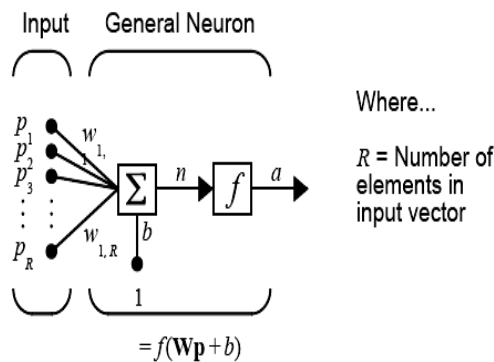 Input General Neuron
p1
p2
p3
pR
w1,1
w1,R
Σ n f a
b
1
= f(Wp + b)
Where...
R = Number of
elements in
input vector